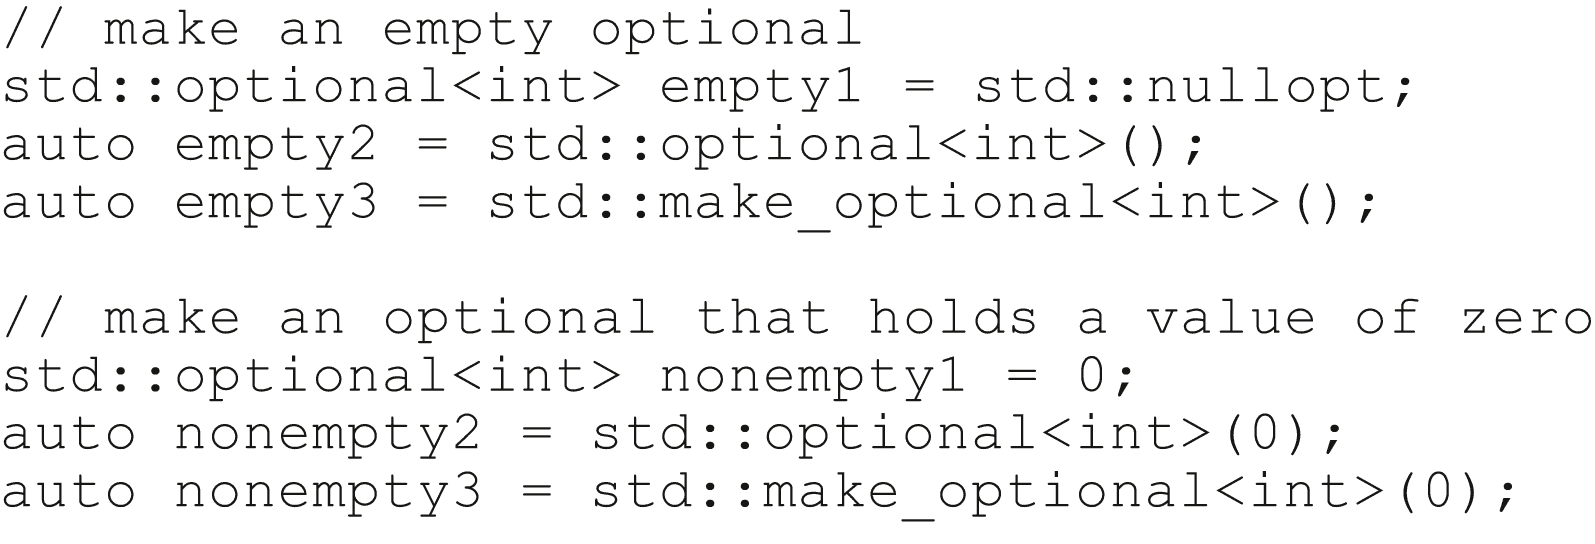 // make an empty optional
std::optional<int> empty1 = std::nullopt;
auto empty2 = std::optional<int>();
auto empty3 = std::make_optional<int>();
// make an optional that holds a value of zero
std::optional<int> nonempty1 = 0;
auto nonempty2 = std::optional<int>(0);
auto nonempty3 = std::make_optional<int>(0);